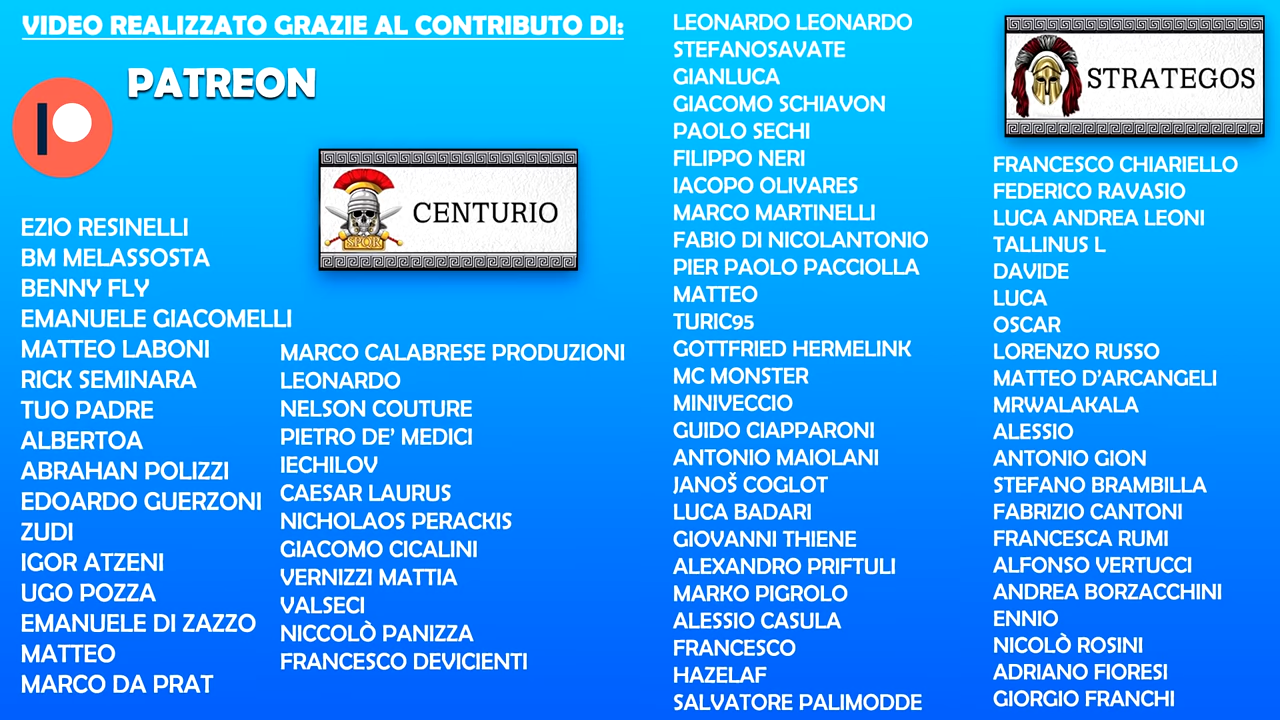 VIDEO REALIZZATO GRAZIE AL CONTRIBUTO DI:
PATREON
EZIO RESINELLI
BM MELASSOSTA
BENNY FLY
EMANUELE GIACOMELLI
MATTEO LABONI
RICK SEMINARA
TUO PADRE
ALBERTOA
ABRAHAN POLIZZI
EDOARDO GUERZONI
ZUDI
IGOR ATZENI
UGO POZZA
EMANUELE DI ZAZZO
MATTEO
MARCO DA PRAT
SPQR
CENTURIO
MARCO CALABRESE PRODUZIONI
LEONARDO
NELSON COUTURE
PIETRO DE' MEDICI
IECHILOV
CAESAR LAURUS
NICHOLAOS PERACKIS
GIACOMO CICALINI
VERNIZZI MATTIA
VALSECI
NICCOLÒ PANIZZA
FRANCESCO DEVICIENTI
LEONARDO LEONARDO
STEFANOSAVATE
GIANLUCA
GIACOMO SCHIAVON
PAOLO SECHI
FILIPPO NERI
IACOPO OLIVARES
MARCO MARTINELLI
FABIO DI NICOLANTONIO
PIER PAOLO PACCIOLLA
MATTEO
TURIC95
GOTTFRIED HERMELINK
MC MONSTER
MINIVECCIO
GUIDO CIAPPARONI
ANTONIO MAIOLANI
JANOŠ COGLOT
LUCA BADARI
GIOVANNI THIENE
ALEXANDRO PRIFTULI
MARKO PIGROLO
ALESSIO CASULA
FRANCESCO
HAZELAF
SALVATORE PALIMODDE
STRATEGOS
FRANCESCO CHIARIELLO
FEDERICO RAVASIO
LUCA ANDREA LEONI
TALLINUS L
DAVIDE
LUCA
OSCAR
LORENZO RUSSO
MATTEO D'ARCANGELI
MRWALAKALA
ALESSIO
ANTONIO GION
STEFANO BRAMBILLA
FABRIZIO CANTONI
FRANCESCA RUMI
ALFONSO VERTUCCI
ANDREA BORZACCHINI
ENNIO
NICOLÒ ROSINI
ADRIANO FIORESI
GIORGIO FRANCHI